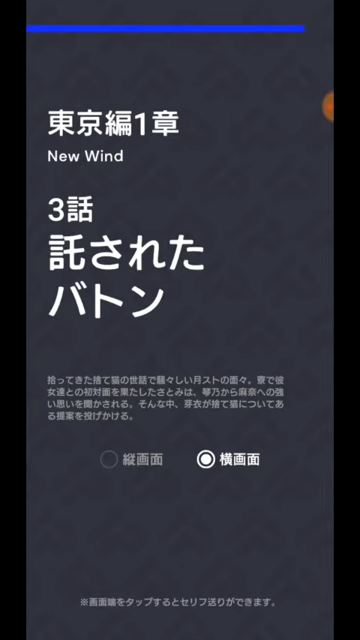 東京編1章
New Wind
3話
託された
バトン
拾ってきた捨て猫の世話で騒々しい月ストの面々。寮で彼
女達との初対面を果たしたさとみは、琴乃から麻奈への強
い思いを聞かされる。そんな中、芽衣が捨て猫についてあ
る提案を投げかける。
縦画面
横画面
※画面端をタップするとセリフ送りができます。